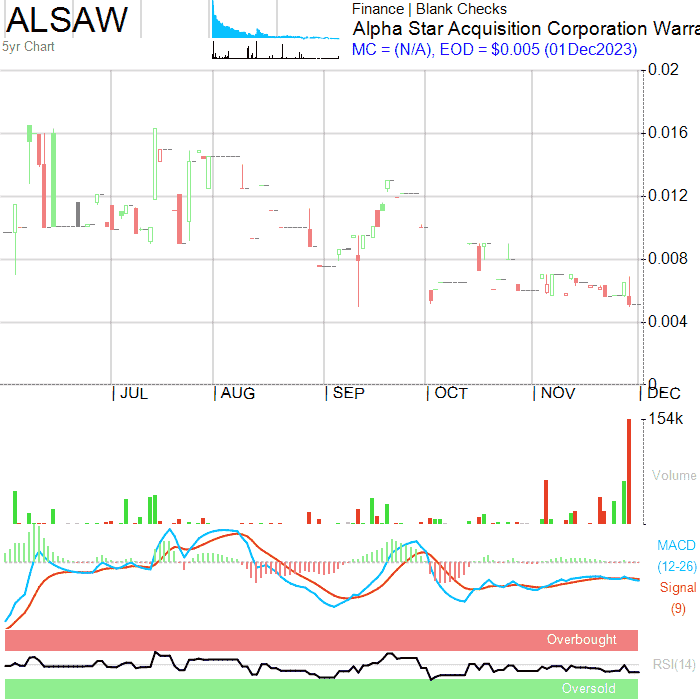 ALSAW
5yr Chart
Finance | Blank Checks
Alpha Star Acquisition Corporation Warra
MC = (N/A), EOD = $0.005 (01Dec2023)
0.02
0.016
0.012
0.008
0.004
0
JUL AUG SEP OCT NOV DEC
154k
Volume
MACD
(12-26)
Signal
(9)
Overbought
RSI(14)
Oversold